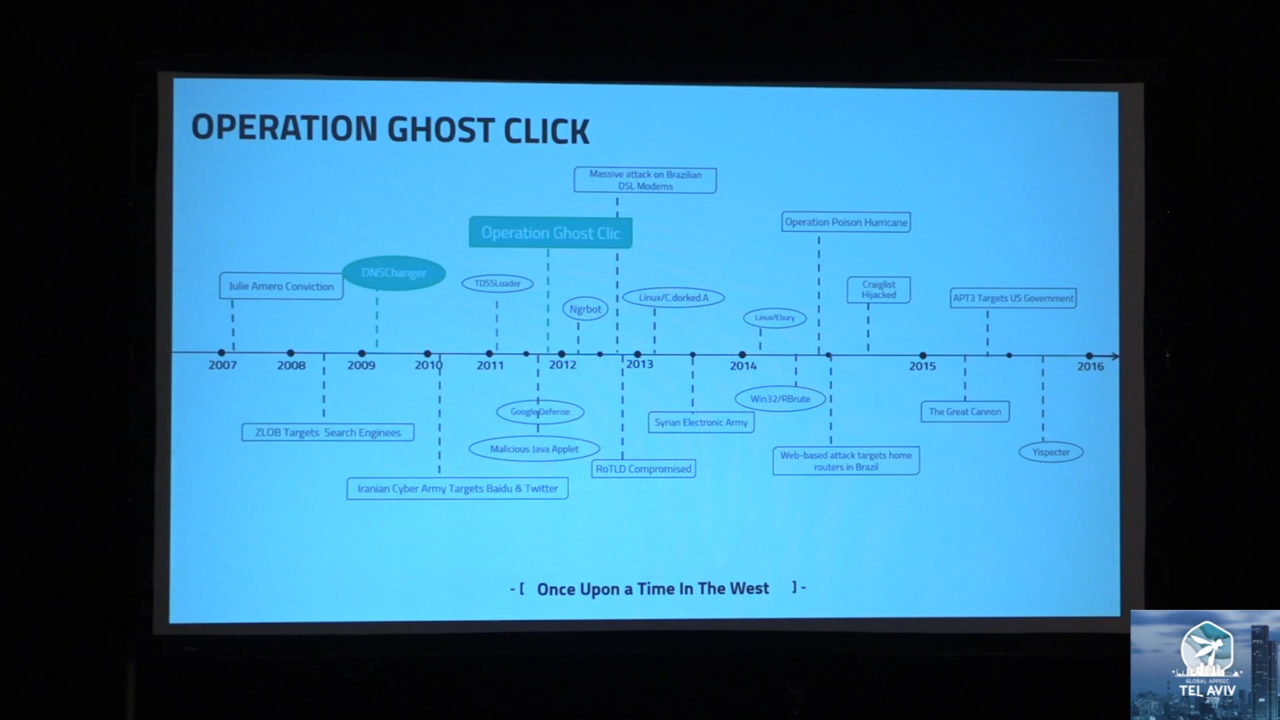 OPERATION GHOST CLICK
Massive attack on Brazilian
DSL Modems
Operation Ghost Clic
Operation Poison Hurricane
DNSChanger
Julie Amero Conviction
TDSSLoader
Ngrbot
Linux/C.dorked.A
Linux/Ebury
Craiglist
Hijacked
APT3 Targets US Government
2007
2008
2009
2010
2011
2012
2013
2014
2015
2016
Google Defense
Win32/RBrute
The Great Cannon
Syrian Electronic Army
ZLOB Targets Search Enginees
Malicious Java Applet
Yispecter
Web-based attack targets home
routers in Brazil
RoTLD Compromised
Iranian Cyber Army Targets Baidu & Twitter
-[ Once Upon a Time In The West ]-
GLOBAL APPSEC
TEL AVIV